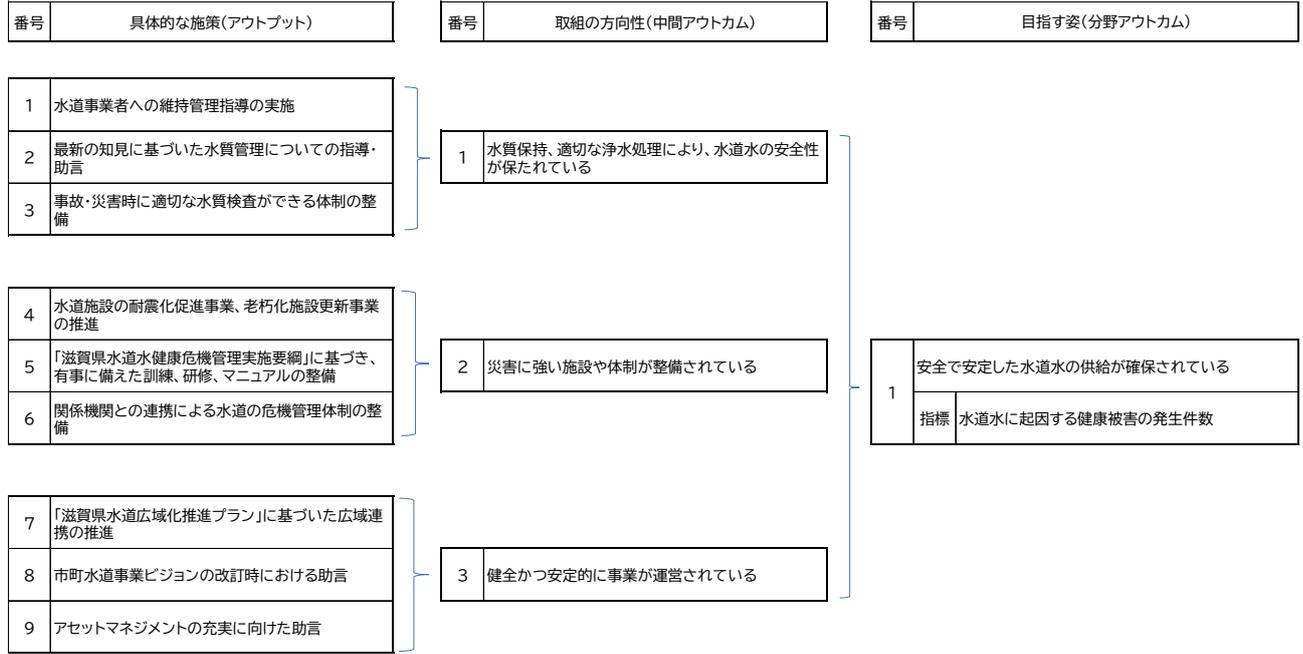 番号 具体的な施策(アウトプット) 番号 取組の方向性(中間アウトカム) 番号 目指す姿(分野アウトカム)
1 水道事業者への維持管理指導の実施
2 最新の知見に基づいた水質管理についての指導・
助言
3 事故・災害時に適切な水質検査ができる体制の整
備
1 水質保持、適切な浄水処理により、水道水の安全性
が保たれている
4 水道施設の耐震化促進事業、老朽化施設更新事業
の推進
5 「滋賀県水道水健康危機管理実施要綱」に基づき、
有事に備えた訓練、研修、マニュアルの整備
6 関係機関との連携による水道の危機管理体制の整
備
2 災害に強い施設や体制が整備されている
7 「滋賀県水道広域化推進プラン」に基づいた広域連
携の推進
8 市町水道事業ビジョンの改訂時における助言
9 アセットマネジメントの充実に向けた助言
3 健全かつ安定的に事業が運営されている
1 安全で安定した水道水の供給が確保されている
指標 水道水に起因する健康被害の発生件数